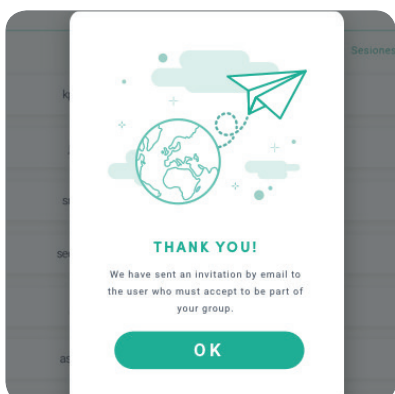 Sesiones
THANK YOU!
We have sent an invitation by email to
the user who must accept to be part of
your group.
OK